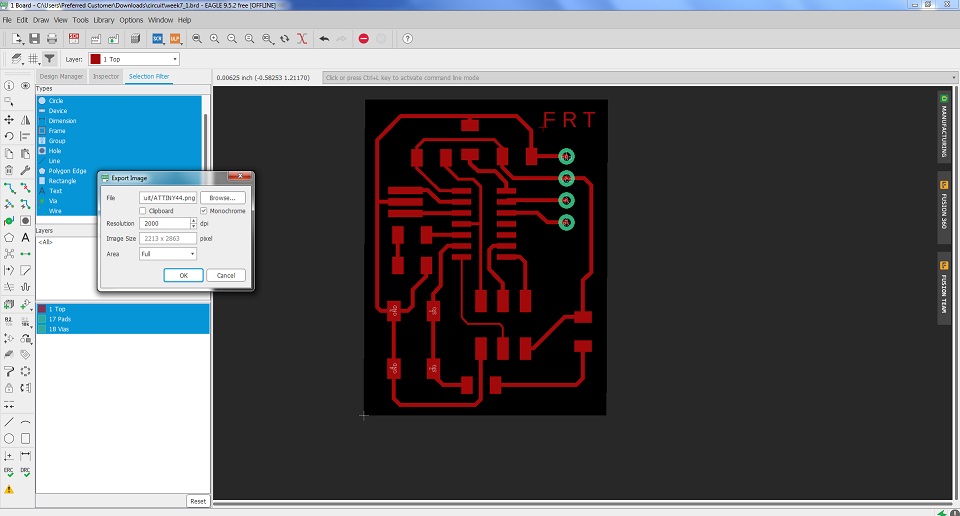 1 Board - C:\Users\Preferred Customer\Downloads\circuit\week7_1.brd - EAGLE 9.5.2 free [OFFLINE]
File Edit Draw View Tools Library Options Window Help
SCR ULP
Layer: 1 Top
Design Manager Inspector Selection Filter
0.00625 inch (-0.58253 1.21170)
Click or press Ctrl+L key to activate command line mode
Types
Circle
Device
Dimension
Frame
Group
Hole
Line
Polygon Edge
Rectangle
Text
Via
Wire
Layers
<All>
1 Top
17 Pads
18 Vias
Reset
ERC DRC
Export Image
File uit/ATTINY44.png Browse...
Clipboard Monochrome
Resolution 2000 dpi
Image Size 2213 x 2863 pixel
Area Full
OK Cancel
FRT
MANUFACTURING
FUSION 360
FUSION TEAM